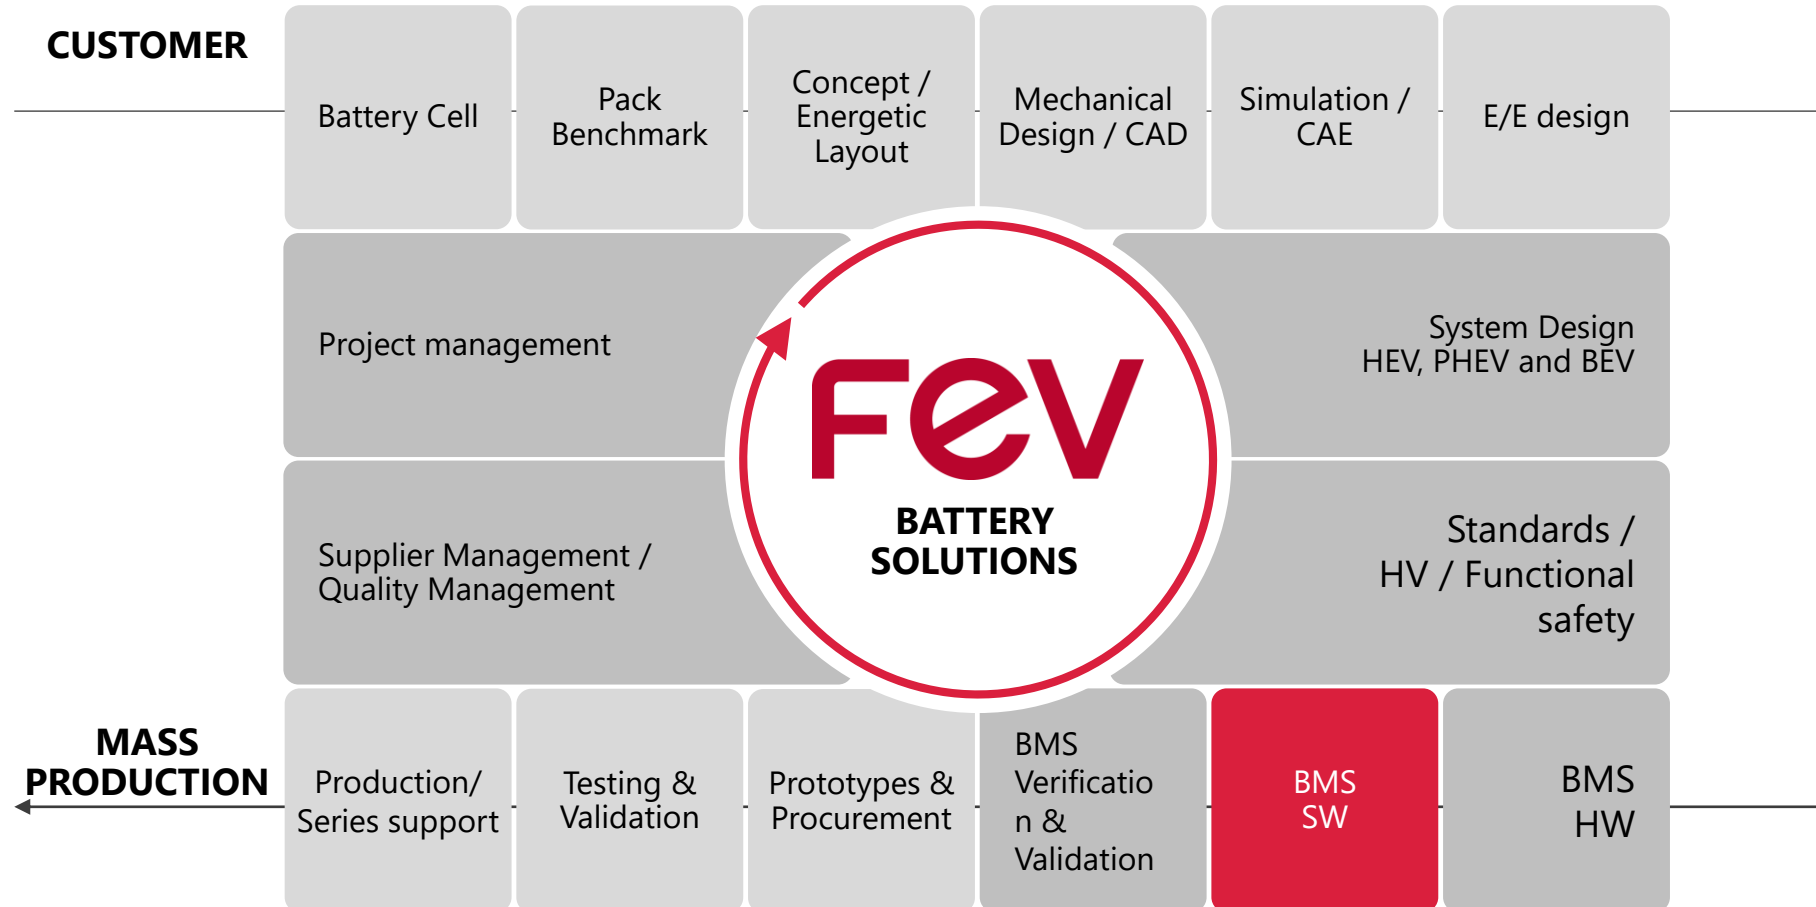 CUSTOMER
Battery Cell
Pack
Benchmark
Concept /
Energetic
Layout
Mechanical
Design / CAD
Simulation /
CAE
E/E design
Project management
System Design
HEV, PHEV and BEV
FEV
BATTERY
SOLUTIONS
Supplier Management /
Quality Management
Standards /
HV / Functional
safety
MASS
PRODUCTION
Production/
Series support
Testing &
Validation
Prototypes &
Procurement
BMS
Verificatio
n &
Validation
BMS
SW
BMS
HW